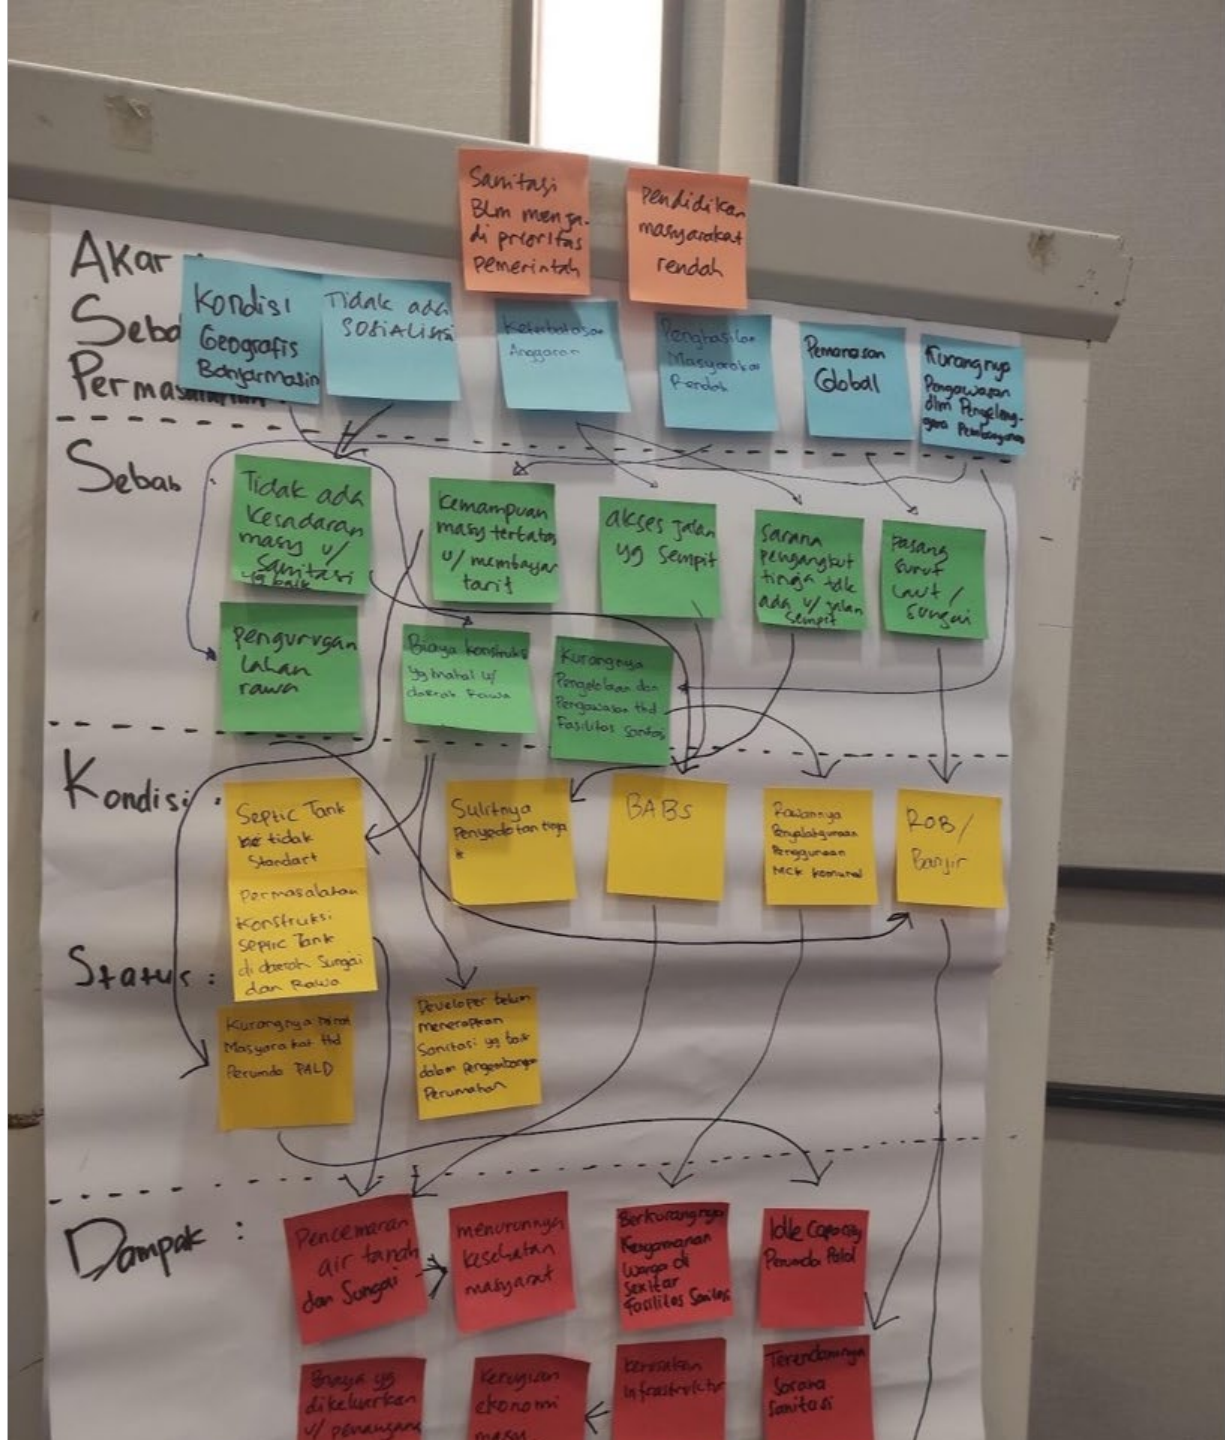 Sanitasi
Blm menja-
di prioritas
pemerintah
Pendidikan
masyarakat
rendah
Akar :
Seba
Permasalahan :
Kondisi
Geografis
Banjarmasin
Tidak ada
SOSIALISASI
Keterbatasan
Anggaran
Penghasilan
Masyarakat
Rendah
Pemanasan
Global
Kurangnya
Pengawasan
dlm Penyeleng-
gara Pembangunan
Sebab :
Tidak ada
kesadaran
masy u/
Sanitasi
yg baik
Kemampuan
masy terbatas
u/ membayar
tarif
akses jalan
yg sempit
Sarana
pengangkut
tinja tdk
ada u/ jalan
sempit
Pasang
surut
laut /
sungai
pengurugan
lahan
rawa
Biaya konstruksi
yg mahal u/
daerah Rawa
Kurangnya
Pengelolaan dan
Pengawasan thd
Fasilitas Sanitasi
Kondisi :
Septic Tank
tidak
Standart
Sulitnya
Penyedotan tinja
BABs
Rawannya
Penyalahgunaan
Penggunaan
MCK komunal
ROB /
Banjir
Permasalahan
Konstruksi
Septic Tank
di daerah Sungai
dan Rawa
Status :
Kurangnya minat
Masyarakat thd
Perumda PALD
Developer belum
menerapkan
Sanitasi yg baik
dalam Pengembangan
Perumahan
Dampak :
Pencemaran
air tanah
dan Sungai
menurunnya
kesehatan
masyarat
Berkurangnya
Kenyamanan
Warga di
Sekitar
Fasilitas Sanitasi
Idle Capacity
Perumda Pald
Biaya yg
dikeluarkan
u/
Kerugian
ekonomi
masy
kerusakan
infrastruktur
Terendamnya
Sarana
Sanitasi